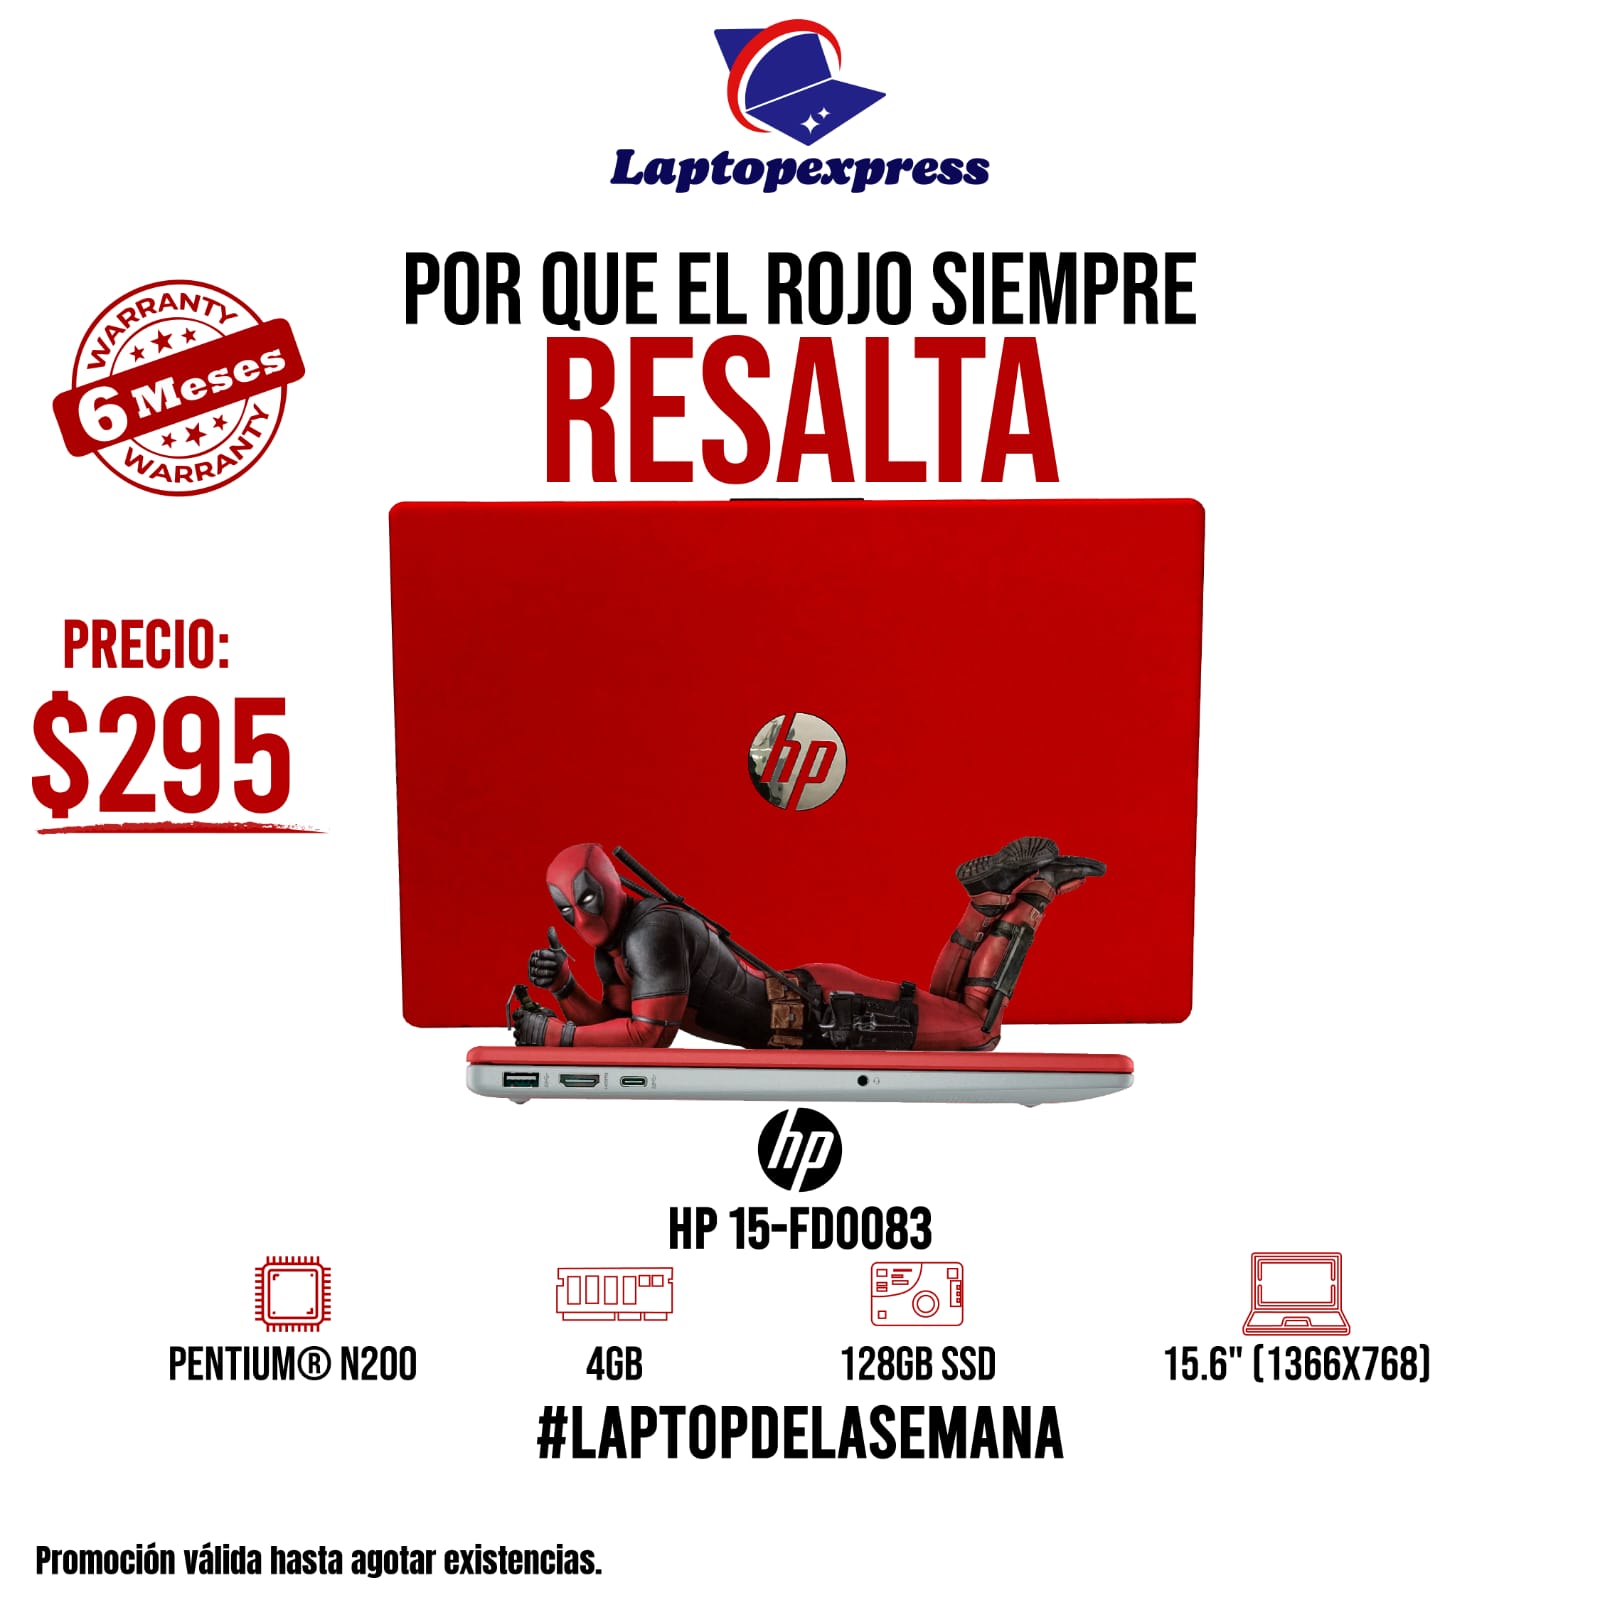 Laptopexpress
POR QUE EL ROJO SIEMPRE
RESALTA
WARRANTY
6 Meses
WARRANTY
PRECIO:
$295
hp
hp
HP 15-FD0083
PENTIUM® N200
4GB
128GB SSD
15.6" (1366X768)
#LAPTOPDELASEMANA
Promoción válida hasta agotar existencias.